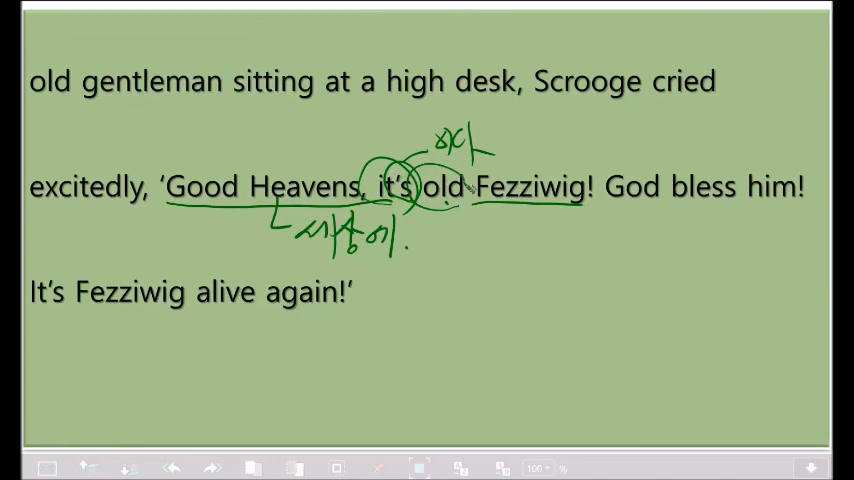 old gentleman sitting at a high desk, Scrooge cried
excitedly, ‘Good Heavens, it’s old Fezziwig! God bless him!
세상에.
It’s Fezziwig alive again!’
100 %